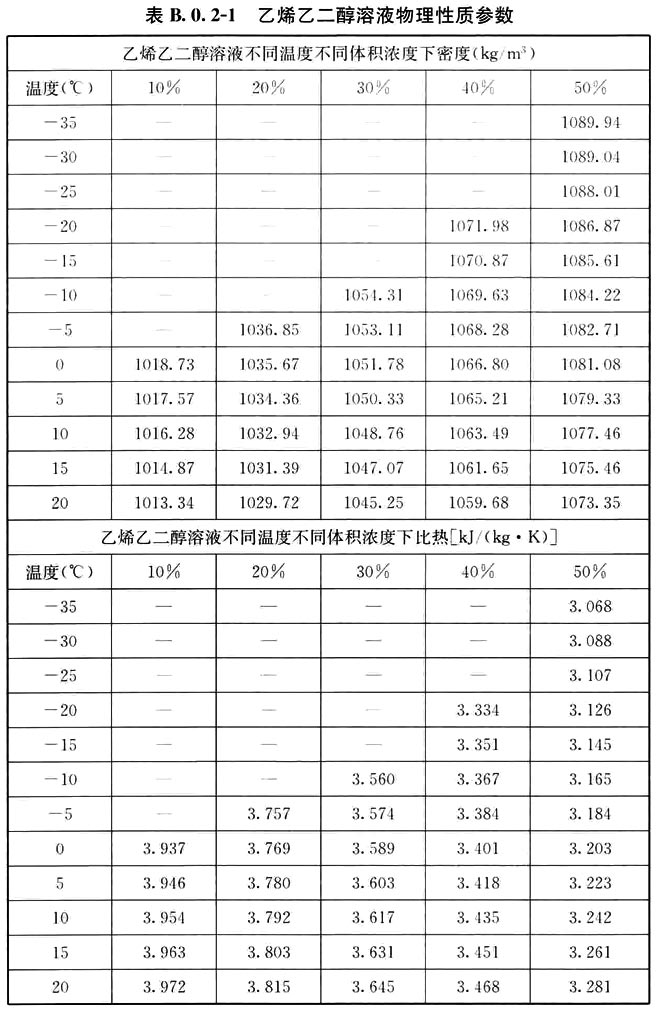 表 B.0.2-1 乙烯乙二醇溶液物理性质参数
乙烯乙二醇溶液不同温度不同体积浓度下密度(kg/m³)
温度(℃) 10% 20% 30% 40% 50%
-35 — — — — 1089.94
-30 — — — — 1089.04
-25 — — — — 1088.01
-20 — — — 1071.98 1086.87
-15 — — — 1070.87 1085.61
-10 — — 1054.31 1069.63 1084.22
-5 — 1036.85 1053.11 1068.28 1082.71
0 1018.73 1035.67 1051.78 1066.80 1081.08
5 1017.57 1034.36 1050.33 1065.21 1079.33
10 1016.28 1032.94 1048.76 1063.49 1077.46
15 1014.87 1031.39 1047.07 1061.65 1075.46
20 1013.34 1029.72 1045.25 1059.68 1073.35
乙烯乙二醇溶液不同温度不同体积浓度下比热[kJ/(kg·K)]
温度(℃) 10% 20% 30% 40% 50%
-35 — — — — 3.068
-30 — — — — 3.088
-25 — — — — 3.107
-20 — — — 3.334 3.126
-15 — — — 3.351 3.145
-10 — — 3.560 3.367 3.165
-5 — 3.757 3.574 3.384 3.184
0 3.937 3.769 3.589 3.401 3.203
5 3.946 3.780 3.603 3.418 3.223
10 3.954 3.792 3.617 3.435 3.242
15 3.963 3.803 3.631 3.451 3.261
20 3.972 3.815 3.645 3.468 3.281